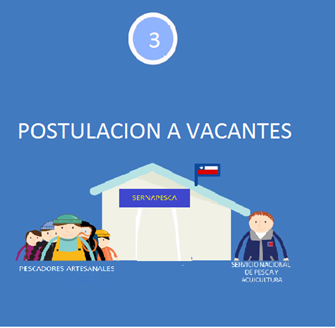 3
POSTULACION A VACANTES
SERNAPESCA
PESCADORES ARTESANALES
SERVICIO NACIONAL
DE PESCA Y
ACUICULTURA